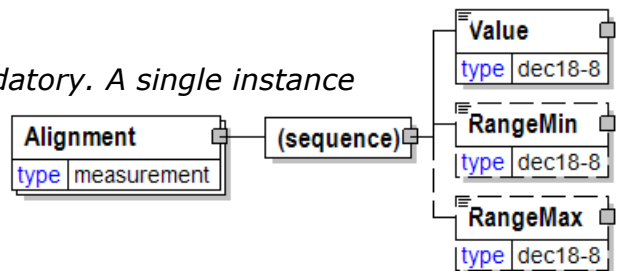 Value
type dec18-8
datory. A single instance
Alignment
type measurement
(sequence)
RangeMin
type dec18-8
RangeMax
type dec18-8